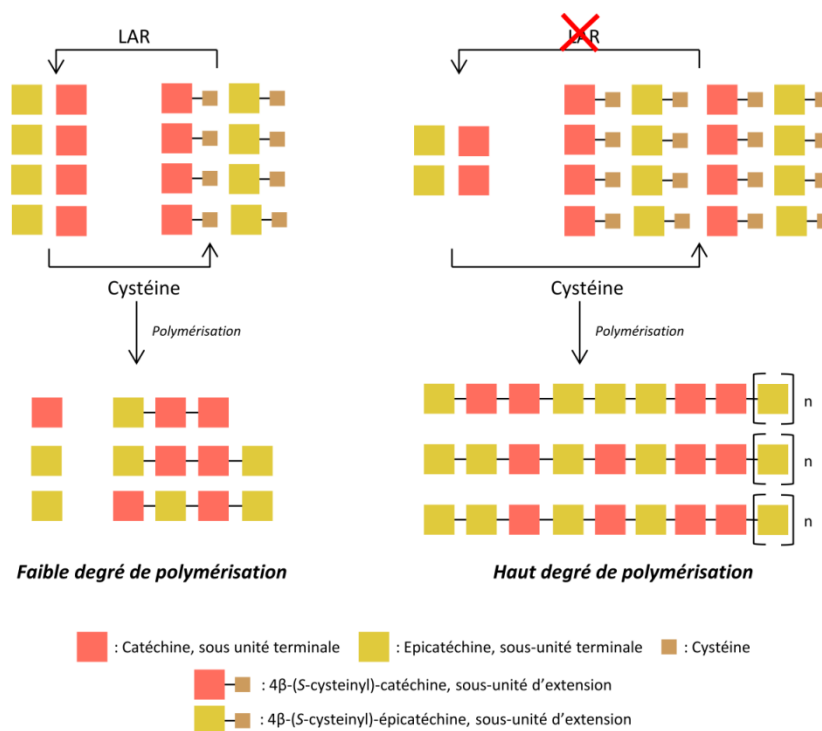 LAR
LAR
Cystéine
Cystéine
Polymérisation
Polymérisation
n
n
n
Faible degré de polymérisation
Haut degré de polymérisation
: Catéchine, sous unité terminale
: Epicatéchine, sous-unité terminale
: Cystéine
: 4β-(S-cysteinyl)-catéchine, sous-unité d’extension
: 4β-(S-cysteinyl)-épicatéchine, sous-unité d’extension